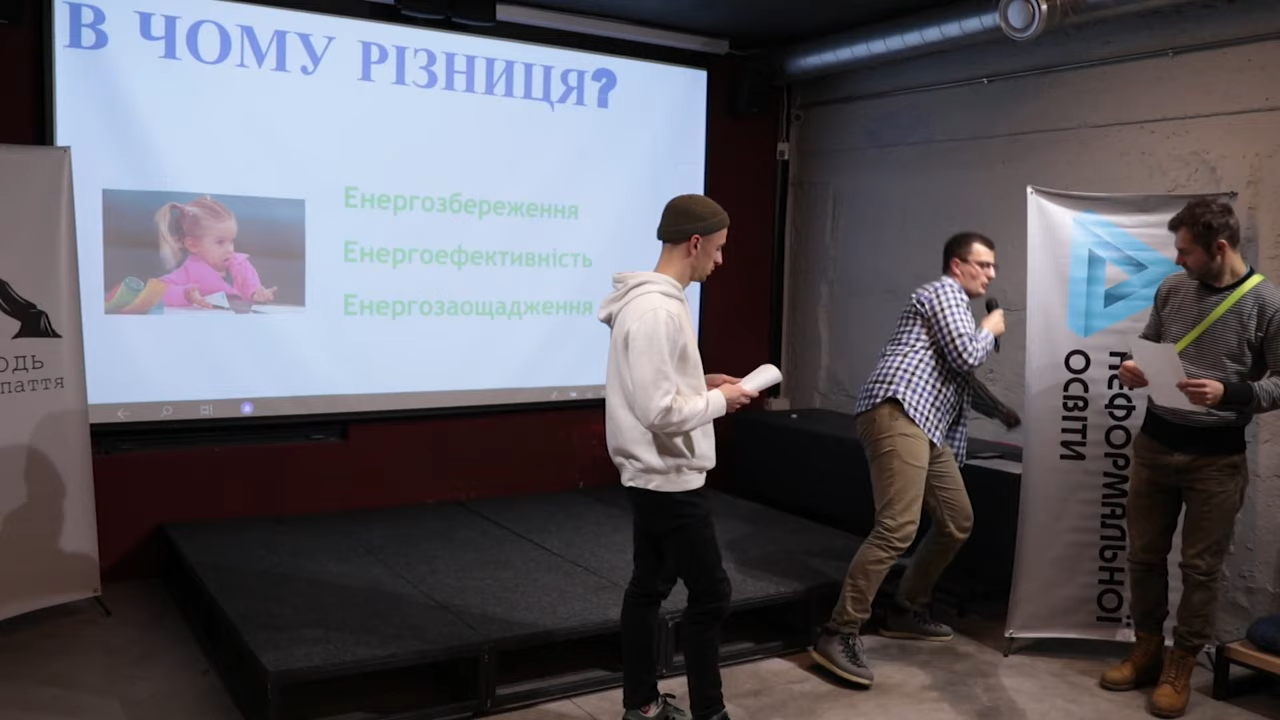 В ЧОМУ РІЗНИЦЯ?
Енергозбереження
Енергоефективність
Енергозаощадження
НЕФОРМАЛЬНОЇ
ОСВІТИ